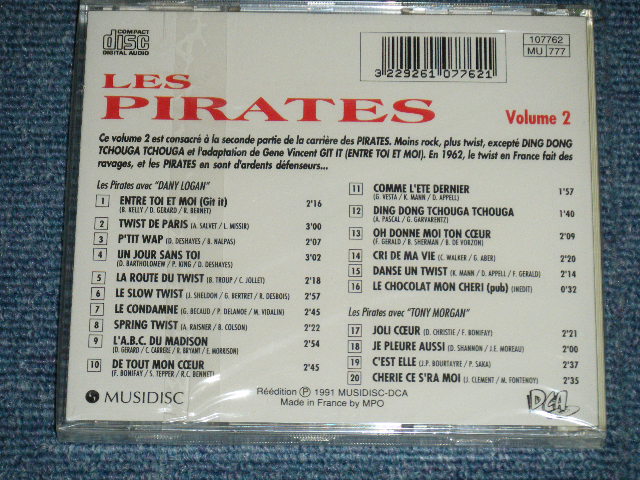 COMPACT
disc
DIGITAL AUDIO
3 229261 077621
107762
MU 777
LES
PIRATES
Volume 2
Ce volume 2 est consacré à la seconde partie de la carrière des PIRATES. Moins rock, plus twist, excepté DING DONG
TCHOUGA TCHOUGA et l'adaptation de Gene Vincent GIT IT (ENTRE TOI ET MOI). En 1962, le twist en France fait des
ravages, et les PIRATES en sont d'ardents défenseurs...
Les Pirates avec "DANY LOGAN"
1 ENTRE TOI ET MOI (Git it) 2'16
(B. KELLY / D. GERARD / R. BERNET)
2 TWIST DE PARIS (A. SALVET / L. MISSIR) 3'00
3 P'TIT WAP (D. DESHAYES / B. NALPAS) 2'07
4 UN JOUR SANS TOI 3'02
(D. BARTHOLOMEW / P. KING / D. DESHAYES)
5 LA ROUTE DU TWIST (B. TROUP / C. JOLLET) 2'18
6 LE SLOW TWIST (J. SHELDON / G. BERTRET / R. DESBOIS) 2'57
7 LE CONDAMNE (G. BECAUD / P. DELANOE / M. VIDALIN) 2'45
8 SPRING TWIST (A. RAISNER / B. COLSON) 2'22
9 L'A.B.C. DU MADISON 2'54
(D. GERARD / C. CARRERE / R. BRYANT / E. MORRISON)
10 DE TOUT MON CŒUR 2'45
(F. BONIFAY / S. TEPPER / R.C. BENNET)
11 COMME L'ETE DERNIER 1'57
(G. VESTA / K. MANN / D. APPELL)
12 DING DONG TCHOUGA TCHOUGA 1'40
(A. PASCAL / G. GARVARENTZ)
13 OH DONNE MOI TON CŒUR 2'09
(F. GERALD / B. SHERMAN / B. DE VORZON)
14 CRI DE MA VIE (C. WALKER / G. ABER) 2'20
15 DANSE UN TWIST (K. MANN / D. APPELL / F. GERALD) 2'14
16 LE CHOCOLAT MON CHERI (pub) (INEDIT) 0'32
Les Pirates avec "TONY MORGAN"
17 JOLI CŒUR (D. CHRISTIE / F. BONIFAY) 2'21
18 JE PLEURE AUSSI (D. SHANNON / J.E. MOREAU) 2'00
19 C'EST ELLE (J.P. BOURTAYRE / P. SAKA) 2'37
20 CHERIE CE S'RA MOI (J. CLEMENT / M. FONTENOY) 2'35
MUSIDISC
Réédition Ⓟ 1991 MUSIDISC-DCA
Made in France by MPO
DCA